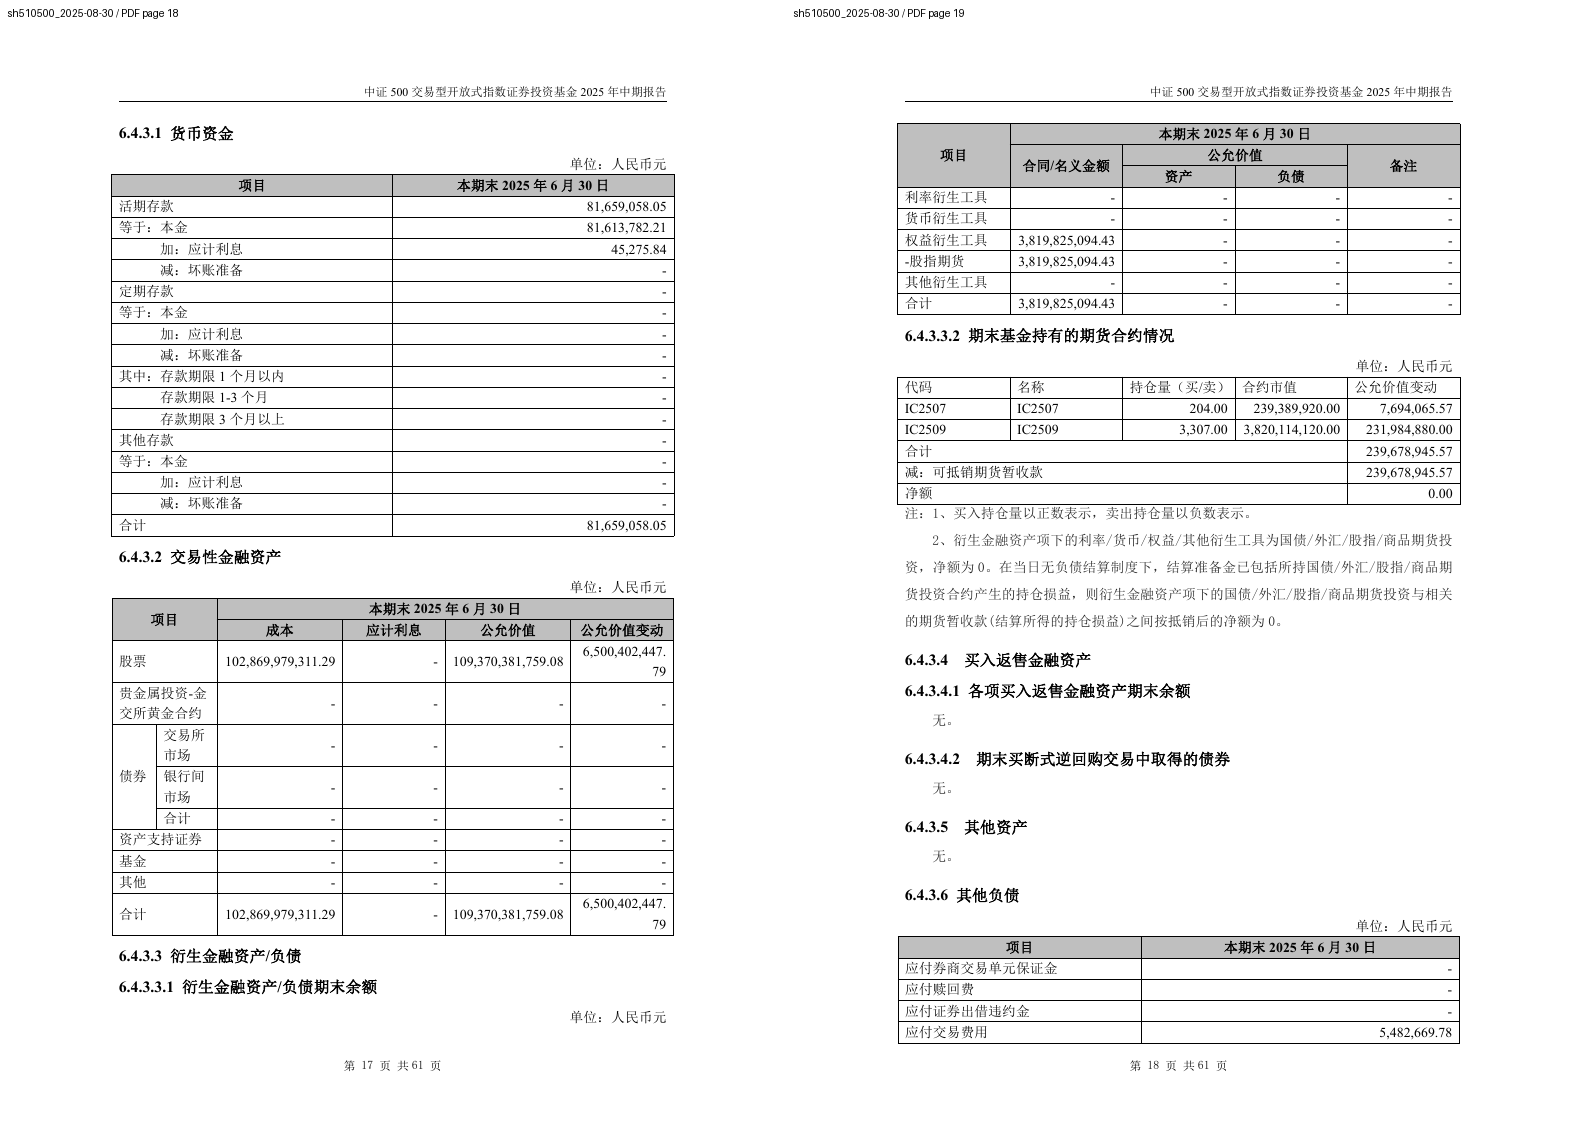 sh510500_2025-08-30 / PDF page 18
中证 500 交易型开放式指数证券投资基金 2025 年中期报告
6.4.3.1 货币资金
单位：人民币元
项目 本期末 2025 年 6 月 30 日
活期存款 81,659,058.05
等于：本金 81,613,782.21
加：应计利息 45,275.84
减：坏账准备 -
定期存款 -
等于：本金 -
加：应计利息 -
减：坏账准备 -
其中：存款期限 1 个月以内 -
存款期限 1-3 个月 -
存款期限 3 个月以上 -
其他存款 -
等于：本金 -
加：应计利息 -
减：坏账准备 -
合计 81,659,058.05
6.4.3.2 交易性金融资产
单位：人民币元
项目 本期末 2025 年 6 月 30 日
成本 应计利息 公允价值 公允价值变动
股票 102,869,979,311.29 - 109,370,381,759.08 6,500,402,447.
79
贵金属投资-金
交所黄金合约 - - - -
债券 交易所
市场 - - - -
银行间
市场 - - - -
合计 - - - -
资产支持证券 - - - -
基金 - - - -
其他 - - - -
合计 102,869,979,311.29 - 109,370,381,759.08 6,500,402,447.
79
6.4.3.3 衍生金融资产/负债
6.4.3.3.1 衍生金融资产/负债期末余额
单位：人民币元
第 17 页 共 61 页
sh510500_2025-08-30 / PDF page 19
中证 500 交易型开放式指数证券投资基金 2025 年中期报告
项目 本期末 2025 年 6 月 30 日
合同/名义金额 公允价值 备注
资产 负债
利率衍生工具 - - - -
货币衍生工具 - - - -
权益衍生工具 3,819,825,094.43 - - -
-股指期货 3,819,825,094.43 - - -
其他衍生工具 - - - -
合计 3,819,825,094.43 - - -
6.4.3.3.2 期末基金持有的期货合约情况
单位：人民币元
代码 名称 持仓量（买/卖） 合约市值 公允价值变动
IC2507 IC2507 204.00 239,389,920.00 7,694,065.57
IC2509 IC2509 3,307.00 3,820,114,120.00 231,984,880.00
合计 239,678,945.57
减：可抵销期货暂收款 239,678,945.57
净额 0.00
注：1、买入持仓量以正数表示，卖出持仓量以负数表示。
2、衍生金融资产项下的利率/货币/权益/其他衍生工具为国债/外汇/股指/商品期货投
资，净额为 0。在当日无负债结算制度下，结算准备金已包括所持国债/外汇/股指/商品期
货投资合约产生的持仓损益，则衍生金融资产项下的国债/外汇/股指/商品期货投资与相关
的期货暂收款(结算所得的持仓损益)之间按抵销后的净额为 0。
6.4.3.4 买入返售金融资产
6.4.3.4.1 各项买入返售金融资产期末余额
无。
6.4.3.4.2 期末买断式逆回购交易中取得的债券
无。
6.4.3.5 其他资产
无。
6.4.3.6 其他负债
单位：人民币元
项目 本期末 2025 年 6 月 30 日
应付券商交易单元保证金 -
应付赎回费 -
应付证券出借违约金 -
应付交易费用 5,482,669.78
第 18 页 共 61 页